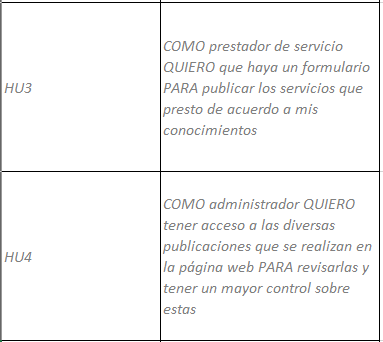 HU3
COMO prestador de servicio
QUIERO que haya un formulario
PARA publicar los servicios que
presto de acuerdo a mis
conocimientos
HU4
COMO administrador QUIERO
tener acceso a las diversas
publicaciones que se realizan en
la página web PARA revisarlas y
tener un mayor control sobre
estas